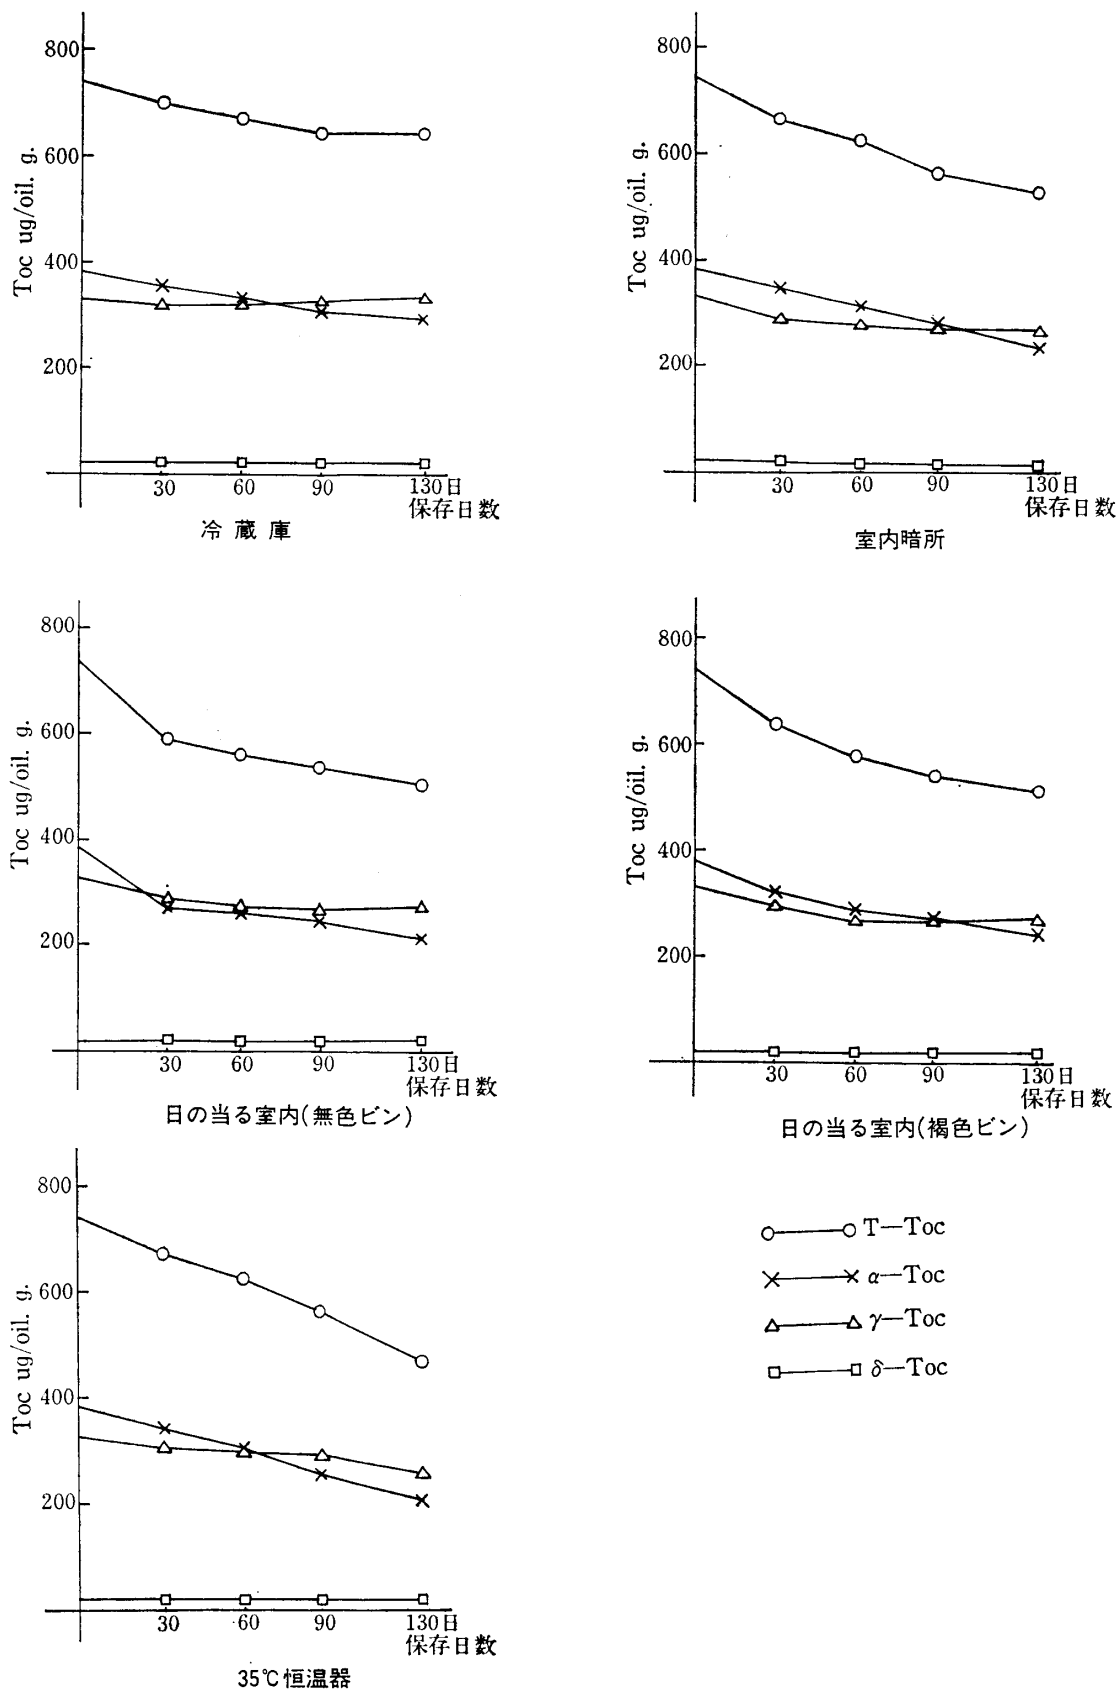 800
600
400
200
Toc ug/oil. g.
30 60 90 130日
保存日数
冷蔵庫
800
600
400
200
Toc ug/oil. g.
30 60 90 130日
保存日数
室内暗所
800
600
400
200
Toc ug/oil. g.
30 60 90 130日
保存日数
日の当る室内(無色ビン)
800
600
400
200
Toc ug/oil. g.
30 60 90 130日
保存日数
日の当る室内(褐色ビン)
800
600
400
200
Toc ug/oil. g.
30 60 90 130日
保存日数
35℃恒温器
T—Toc
α—Toc
γ—Toc
δ—Toc